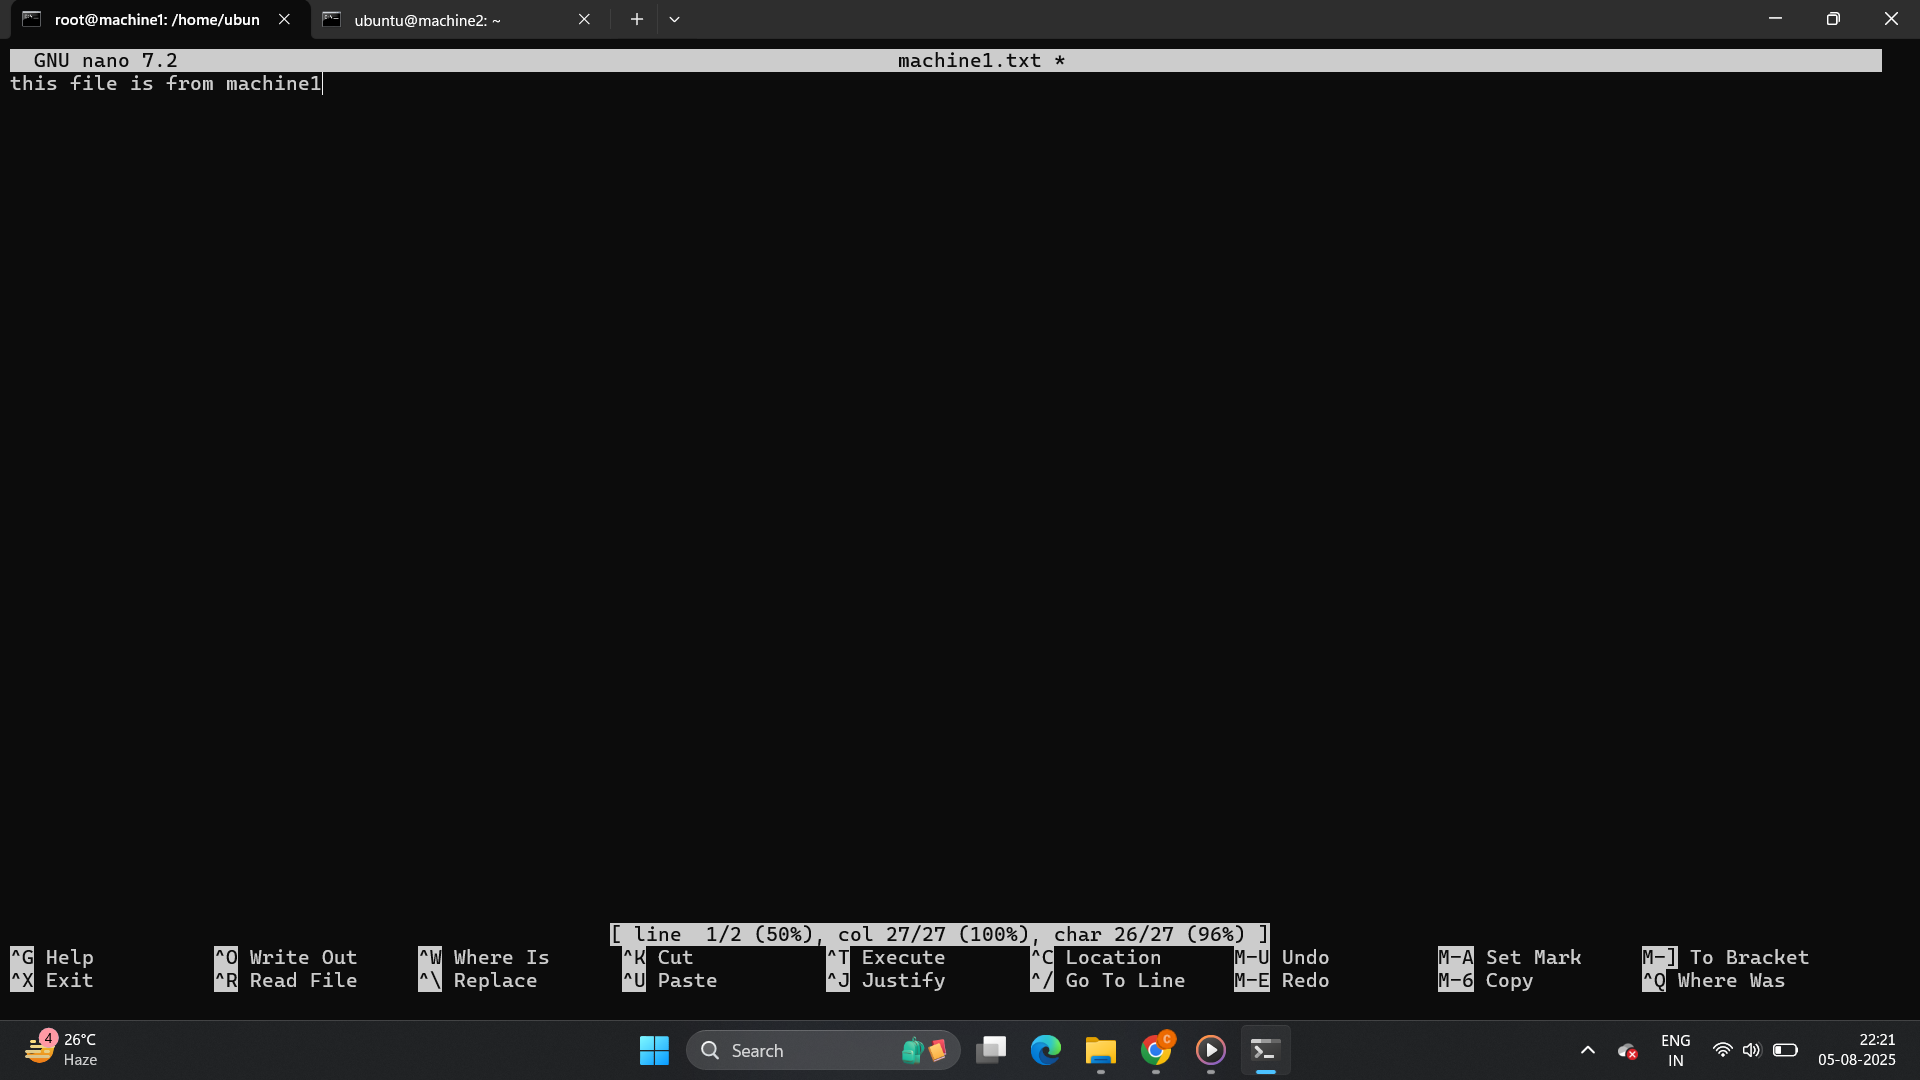 root@machine1: /home/ubun
ubuntu@machine2: ~
GNU nano 7.2 machine1.txt *
this file is from machine1
[ line  1/2 (50%), col 27/27 (100%), char 26/27 (96%) ]
^G Help ^O Write Out ^W Where Is ^K Cut ^T Execute ^C Location M-U Undo M-A Set Mark M-] To Bracket
^X Exit ^R Read File ^\ Replace ^U Paste ^J Justify ^/ Go To Line M-E Redo M-6 Copy ^Q Where Was
4
26°C
Haze
Search
C
ENG
IN
22:21
05-08-2025